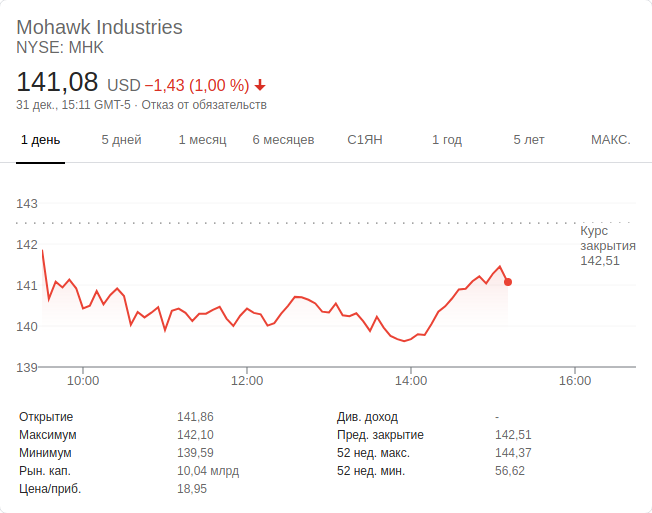 Mohawk Industries
NYSE: MHK
141,08 USD −1,43 (1,00 %)
31 дек., 15:11 GMT-5 · Отказ от обязательств
1 день 5 дней 1 месяц 6 месяцев С1ЯН 1 год 5 лет МАКС.
143
142
141
140
139
Курс
закрытия
142,51
10:00 12:00 14:00 16:00
Открытие 141,86 Див. доход -
Максимум 142,10 Пред. закрытие 142,51
Минимум 139,59 52 нед. макс. 144,37
Рын. кап. 10,04 млрд 52 нед. мин. 56,62
Цена/приб. 18,95